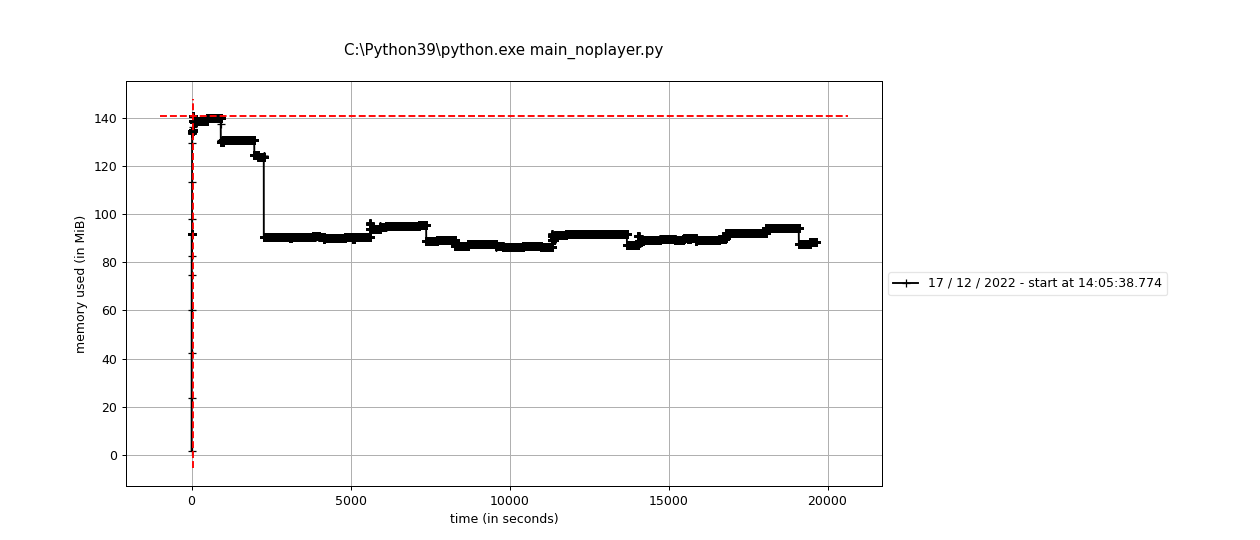 C:\Python39\python.exe main_noplayer.py
140
120
100
80
60
40
20
0
memory used (in MiB)
0 5000 10000 15000 20000
time (in seconds)
17 / 12 / 2022 - start at 14:05:38.774